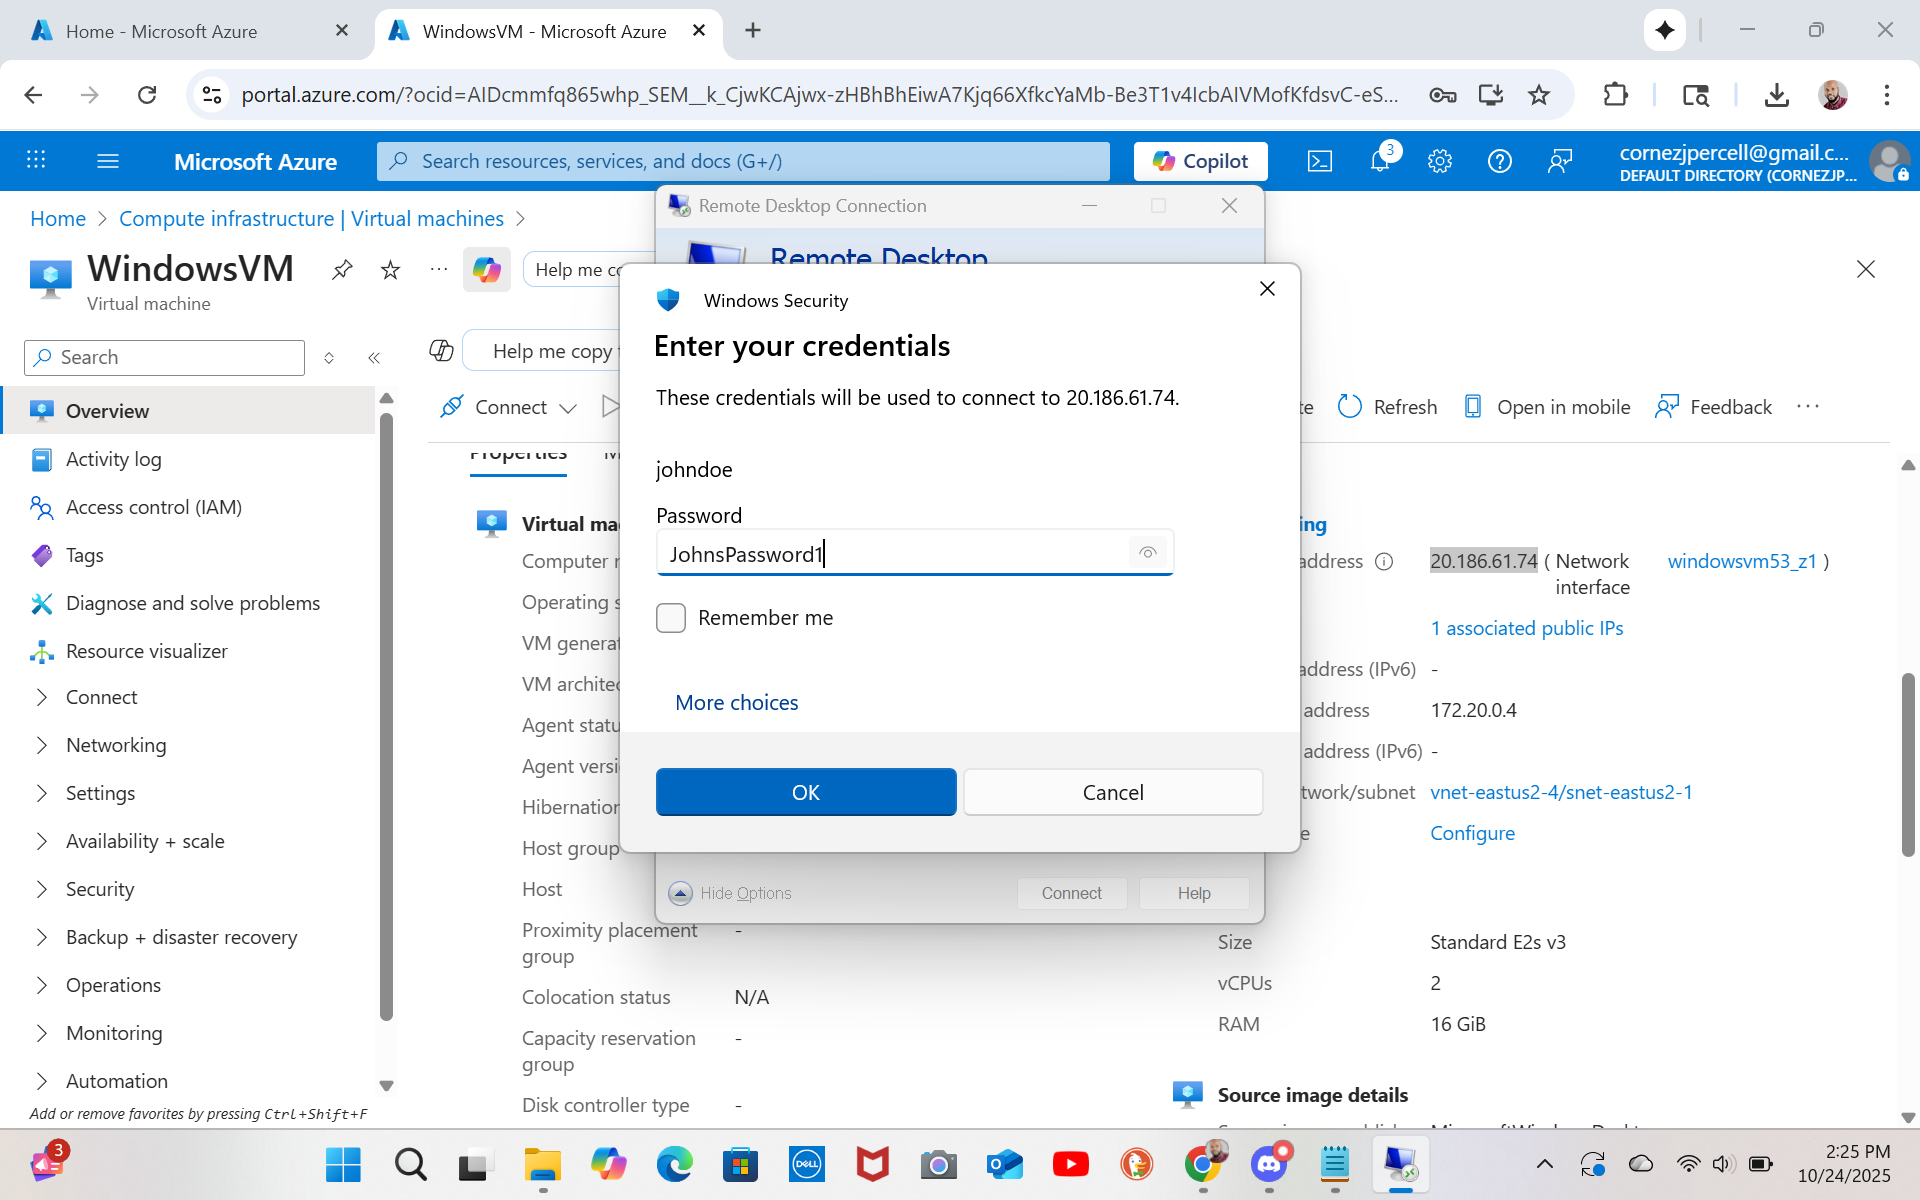 Home - Microsoft Azure
WindowsVM - Microsoft Azure
portal.azure.com/?ocid=AIDcmmfq865whp_SEM__k_CjwKCAjwx-zHBhBhEiwA7Kjq66XfkcYaMb-Be3T1v4IcbAIVMofKfdsvC-eS...
Microsoft Azure
Search resources, services, and docs (G+/)
Copilot
3
cornezjpercell@gmail.c...
DEFAULT DIRECTORY (CORNEZJP...
Home > Compute infrastructure | Virtual machines >
WindowsVM
Virtual machine
Help me co
Search
Help me copy
Connect
Refresh
Open in mobile
Feedback
Overview
Activity log
Access control (IAM)
Tags
Diagnose and solve problems
Resource visualizer
Connect
Networking
Settings
Availability + scale
Security
Backup + disaster recovery
Operations
Monitoring
Automation
Add or remove favorites by pressing Ctrl+Shift+F
Properties
Virtual ma
Computer
Operating s
VM generat
VM archite
Agent statu
Agent versi
Hibernation
Host group
Host
Proximity placement group -
Colocation status N/A
Capacity reservation group -
Disk controller type -
Remote Desktop Connection
Remote Desktop
Windows Security
Enter your credentials
These credentials will be used to connect to 20.186.61.74.
johndoe
Password
JohnsPassword1
Remember me
More choices
OK
Cancel
Hide Options
Connect
Help
ing
address 20.186.61.74 ( Network interface windowsvm53_z1 )
1 associated public IPs
address (IPv6) -
address 172.20.0.4
address (IPv6) -
twork/subnet vnet-eastus2-4/snet-eastus2-1
e Configure
Size Standard E2s v3
vCPUs 2
RAM 16 GiB
Source image details
3
DELL
2:25 PM
10/24/2025